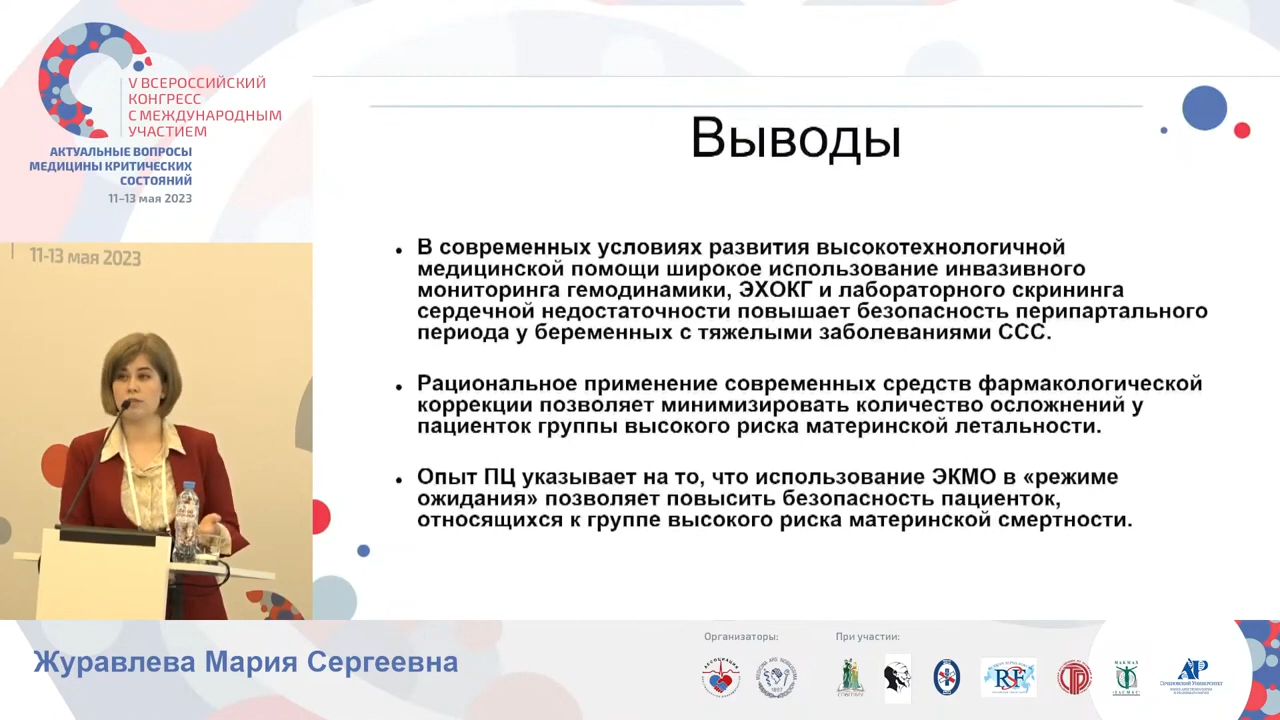 V ВСЕРОССИЙСКИЙ
КОНГРЕСС
С МЕЖДУНАРОДНЫМ
УЧАСТИЕМ
АКТУАЛЬНЫЕ ВОПРОСЫ
МЕДИЦИНЫ КРИТИЧЕСКИХ
СОСТОЯНИЙ
11-13 мая 2023
11-13 мая 2023
Выводы
• В современных условиях развития высокотехнологичной
медицинской помощи широкое использование инвазивного
мониторинга гемодинамики, ЭХОКГ и лабораторного скрининга
сердечной недостаточности повышает безопасность перипартального
периода у беременных с тяжелыми заболеваниями ССС.
• Рациональное применение современных средств фармакологической
коррекции позволяет минимизировать количество осложнений у
пациенток группы высокого риска материнской летальности.
• Опыт ПЦ указывает на то, что использование ЭКМО в «режиме
ожидания» позволяет повысить безопасность пациенток,
относящихся к группе высокого риска материнской смертности.
Журавлева Мария Сергеевна
Организаторы:
При участии: